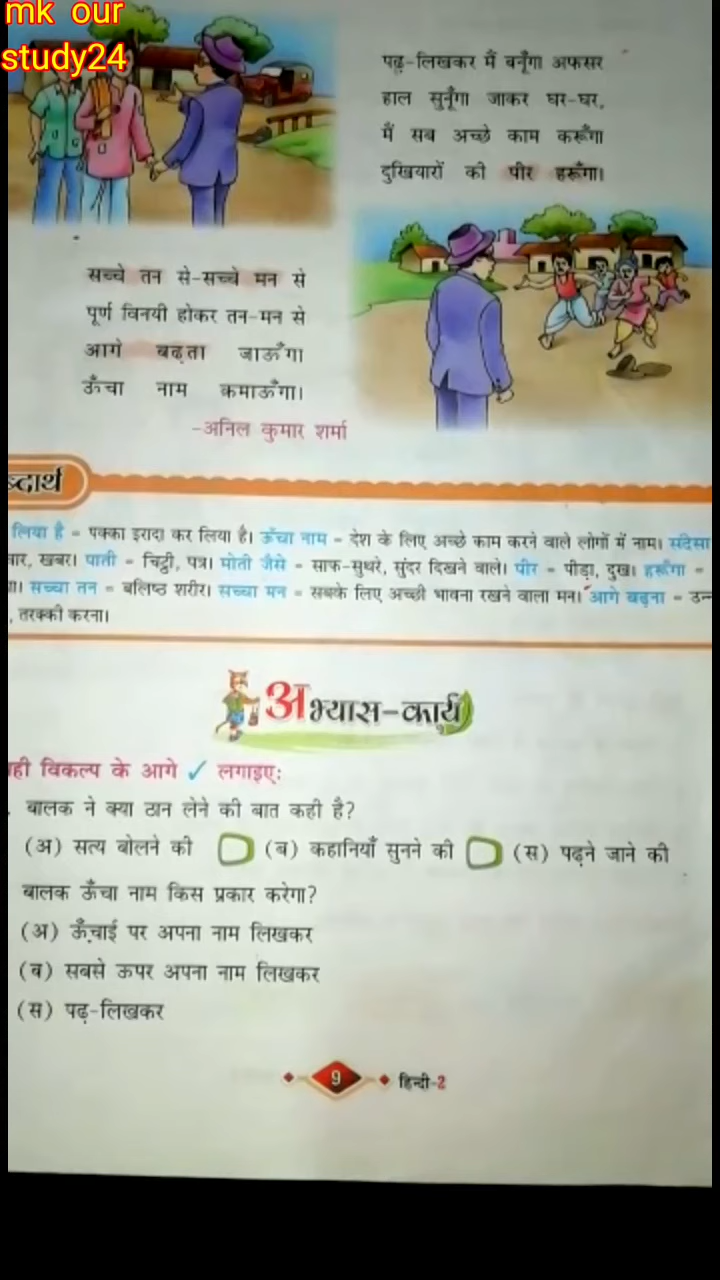 mk our
study24
पढ़-लिखकर मैं बनूँगा अफसर
हाल सुनूँगा जाकर घर-घर,
मैं सब अच्छे काम करूँगा
दुखियारों की पीर हरूँगा।
सच्चे तन से-सच्चे मन से
पूर्ण विनयी होकर तन-मन से
आगे बढ़ता जाऊँगा
ऊँचा नाम कमाऊँगा।
-अनिल कुमार शर्मा
ब्दार्थ
लिया है = पक्का इरादा कर लिया है। ऊँचा नाम = देश के लिए अच्छे काम करने वाले लोगों में नाम। संदेसा
चार, खबर। पाती = चिट्ठी, पत्र। मोती जैसे = साफ-सुथरे, सुंदर दिखने वाले। पीर = पीड़ा, दुख। हरूँगा =
गा। सच्चा तन = बलिष्ठ शरीर। सच्चा मन = सबके लिए अच्छी भावना रखने वाला मन। आगे बढ़ना = उन्न
, तरक्की करना।
अभ्यास-कार्य
ही विकल्प के आगे ✓ लगाइए:
बालक ने क्या ठान लेने की बात कही है?
(अ) सत्य बोलने की (ब) कहानियाँ सुनने की (स) पढ़ने जाने की
बालक ऊँचा नाम किस प्रकार करेगा?
(अ) ऊँचाई पर अपना नाम लिखकर
(ब) सबसे ऊपर अपना नाम लिखकर
(स) पढ़-लिखकर
9 हिन्दी-2